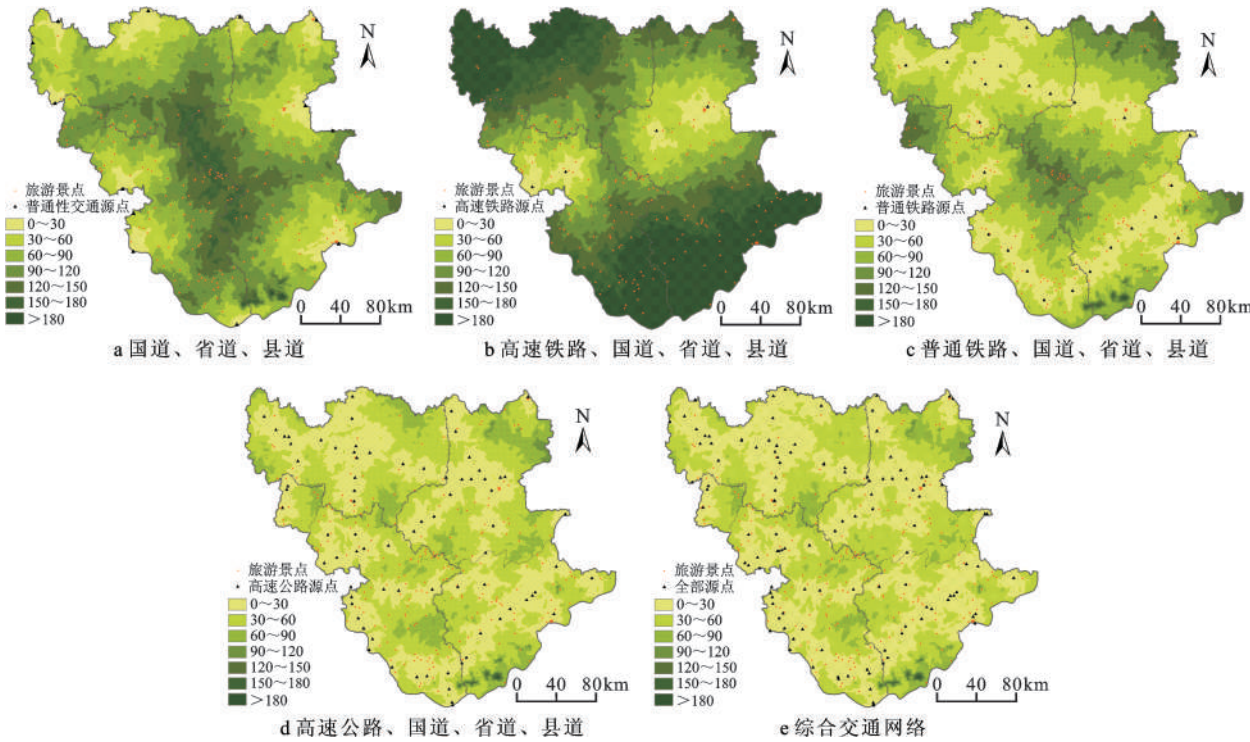 N
旅游景点
普通性交通源点
0～30
30～60
60～90
90～120
120～150
150～180
＞180
0 40 80km
a 国道、省道、县道
N
旅游景点
高速铁路源点
0～30
30～60
60～90
90～120
120～150
150～180
＞180
0 40 80km
b 高速铁路、国道、省道、县道
N
旅游景点
普通铁路源点
0～30
30～60
60～90
90～120
120～150
150～180
＞180
0 40 80km
c 普通铁路、国道、省道、县道
N
旅游景点
高速公路源点
0～30
30～60
60～90
90～120
120～150
150～180
＞180
0 40 80km
d 高速公路、国道、省道、县道
N
旅游景点
全部源点
0～30
30～60
60～90
90～120
120～150
150～180
＞180
0 40 80km
e 综合交通网络